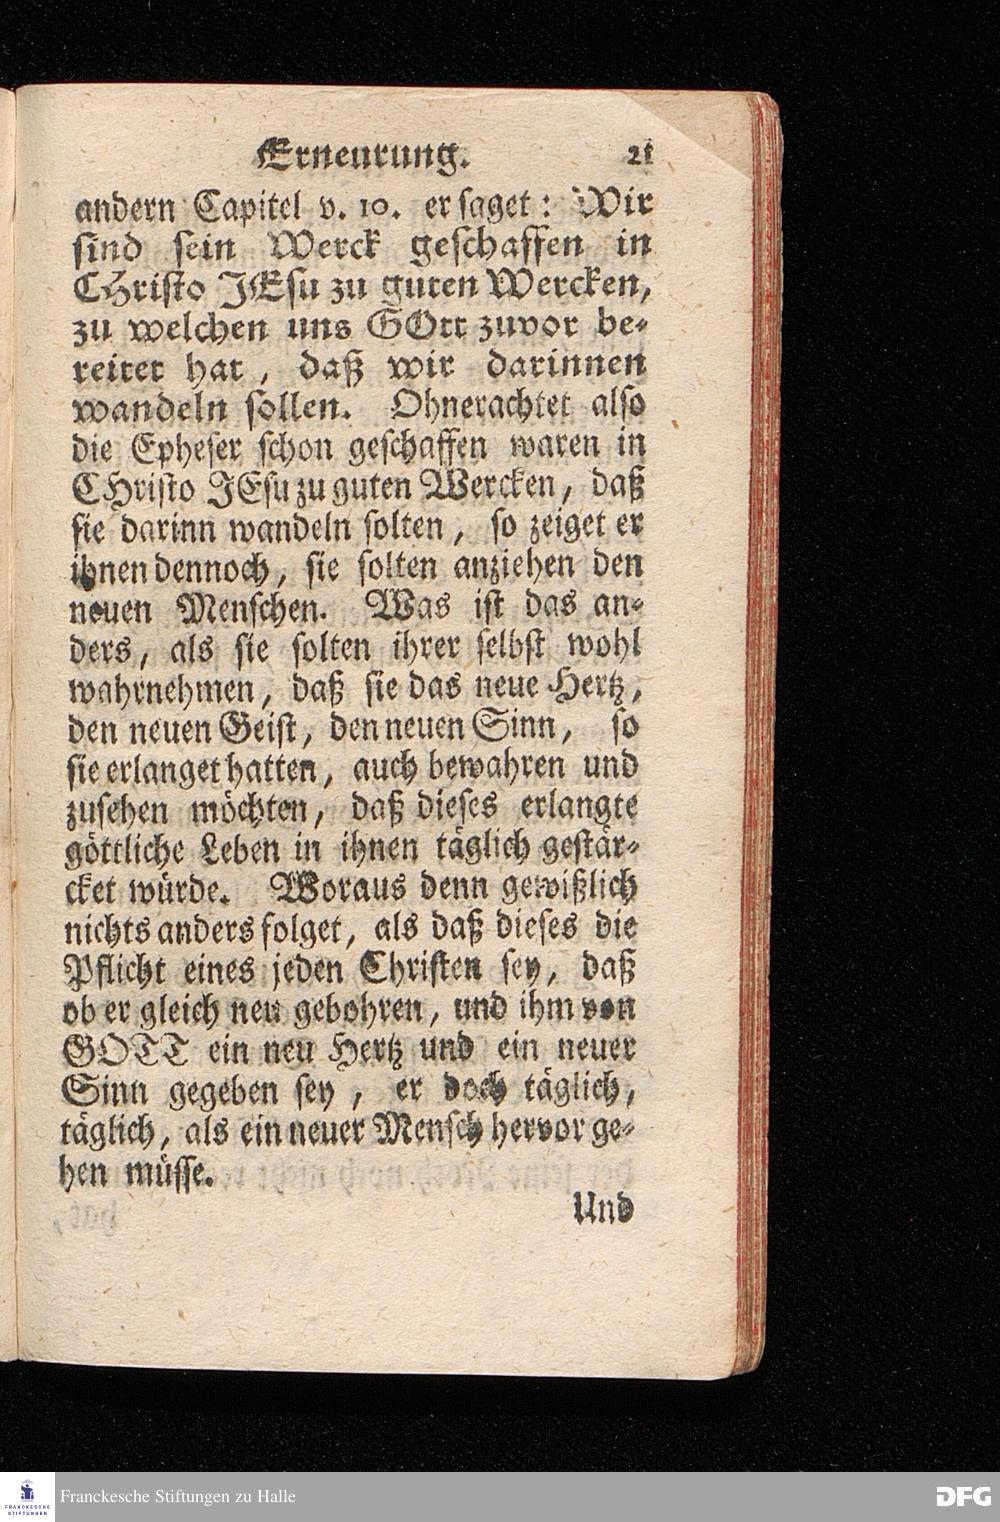 Erneurung. 21
andern Capitel v. 10. er saget: Wir
sind sein Werck geschaffen in
CHristo JEsu zu guten Wercken,
zu welchen uns GOtt zuvor be-
reitet hat, daß wir darinnen
wandeln sollen. Ohnerachtet also
die Epheser schon geschaffen waren in
CHristo JEsu zu guten Wercken, daß
sie darinn wandeln solten, so zeiget er
ihnen dennoch, sie solten anziehen den
neuen Menschen. Was ist das an-
ders, als sie solten ihrer selbst wohl
wahrnehmen, daß sie das neue Hertz,
den neuen Geist, den neuen Sinn, so
sie erlanget hatten, auch bewahren und
zusehen möchten, daß dieses erlangte
göttliche Leben in ihnen täglich gestär-
cket würde. Woraus denn gewißlich
nichts anders folget, als daß dieses die
Pflicht eines jeden Christen sey, daß
ob er gleich neu gebohren, und ihm von
GOTT ein neu Hertz und ein neuer
Sinn gegeben sey, er doch täglich,
täglich, als ein neuer Mensch hervor ge-
hen müsse.
Und
FRANCKESCHE
STIFTUNGEN
Franckesche Stiftungen zu Halle
DFG